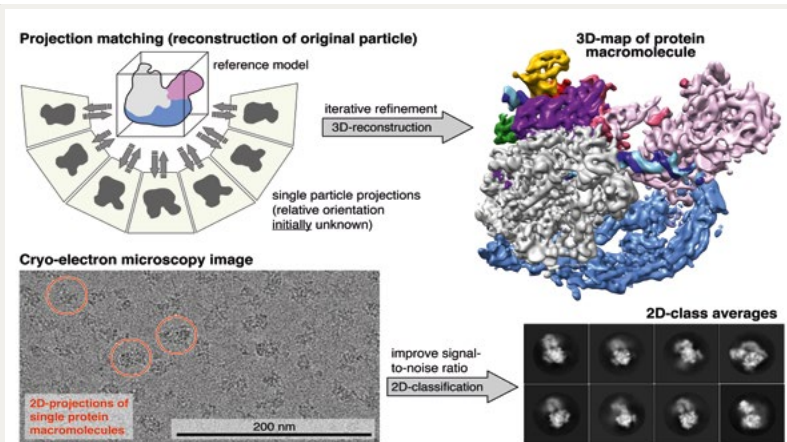 Projection matching (reconstruction of original particle)
reference model
iterative refinement
3D-reconstruction
single particle projections
(relative orientation
initially unknown)
3D-map of protein
macromolecule
Cryo-electron microscopy image
2D-projections of
single protein
macromolecules
200 nm
improve signal-
to-noise ratio
2D-classification
2D-class averages